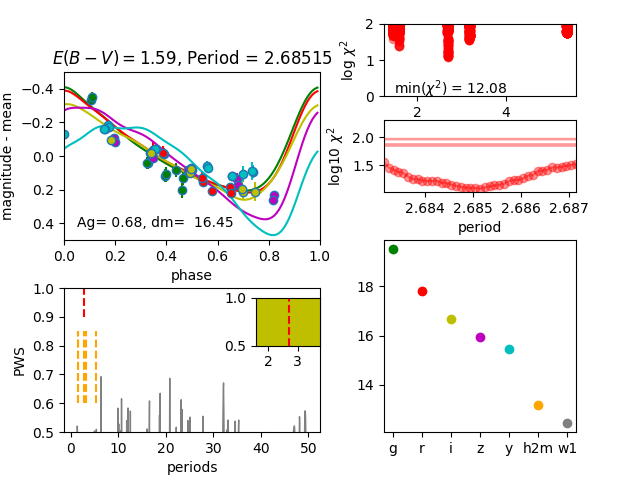 E(B − V) = 1.59, Period = 2.68515
magnitude - mean
−0.4
−0.2
0.0
0.2
0.4
Ag= 0.68, dm=  16.45
0.0 0.2 0.4 0.6 0.8 1.0
phase
log χ²
2
1
0
min(χ²) = 12.08
2 4
log10 χ²
2.0
1.5
2.684 2.685 2.686 2.687
period
PWS
1.0
0.9
0.8
0.7
0.6
0.5
1.0
0.5
2 3
0 10 20 30 40 50
periods
18
16
14
g r i z y h2m w1